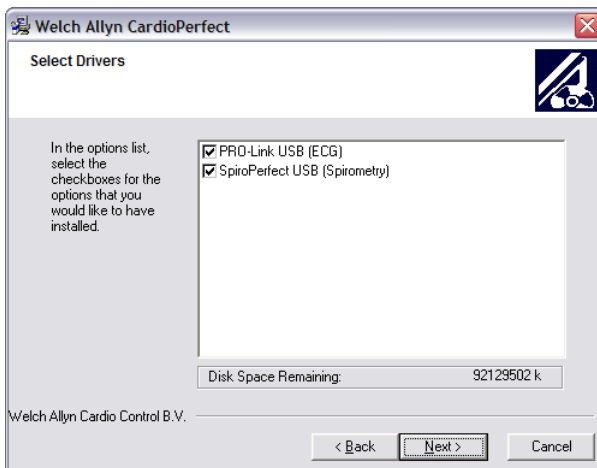 Welch Allyn CardioPerfect
Select Drivers
In the options list,
select the
checkboxes for the
options that you
would like to have
installed.
PRO-Link USB (ECG)
SpiroPerfect USB (Spirometry)
Disk Space Remaining: 92129502 k
Welch Allyn Cardio Control B.V.
< Back Next > Cancel